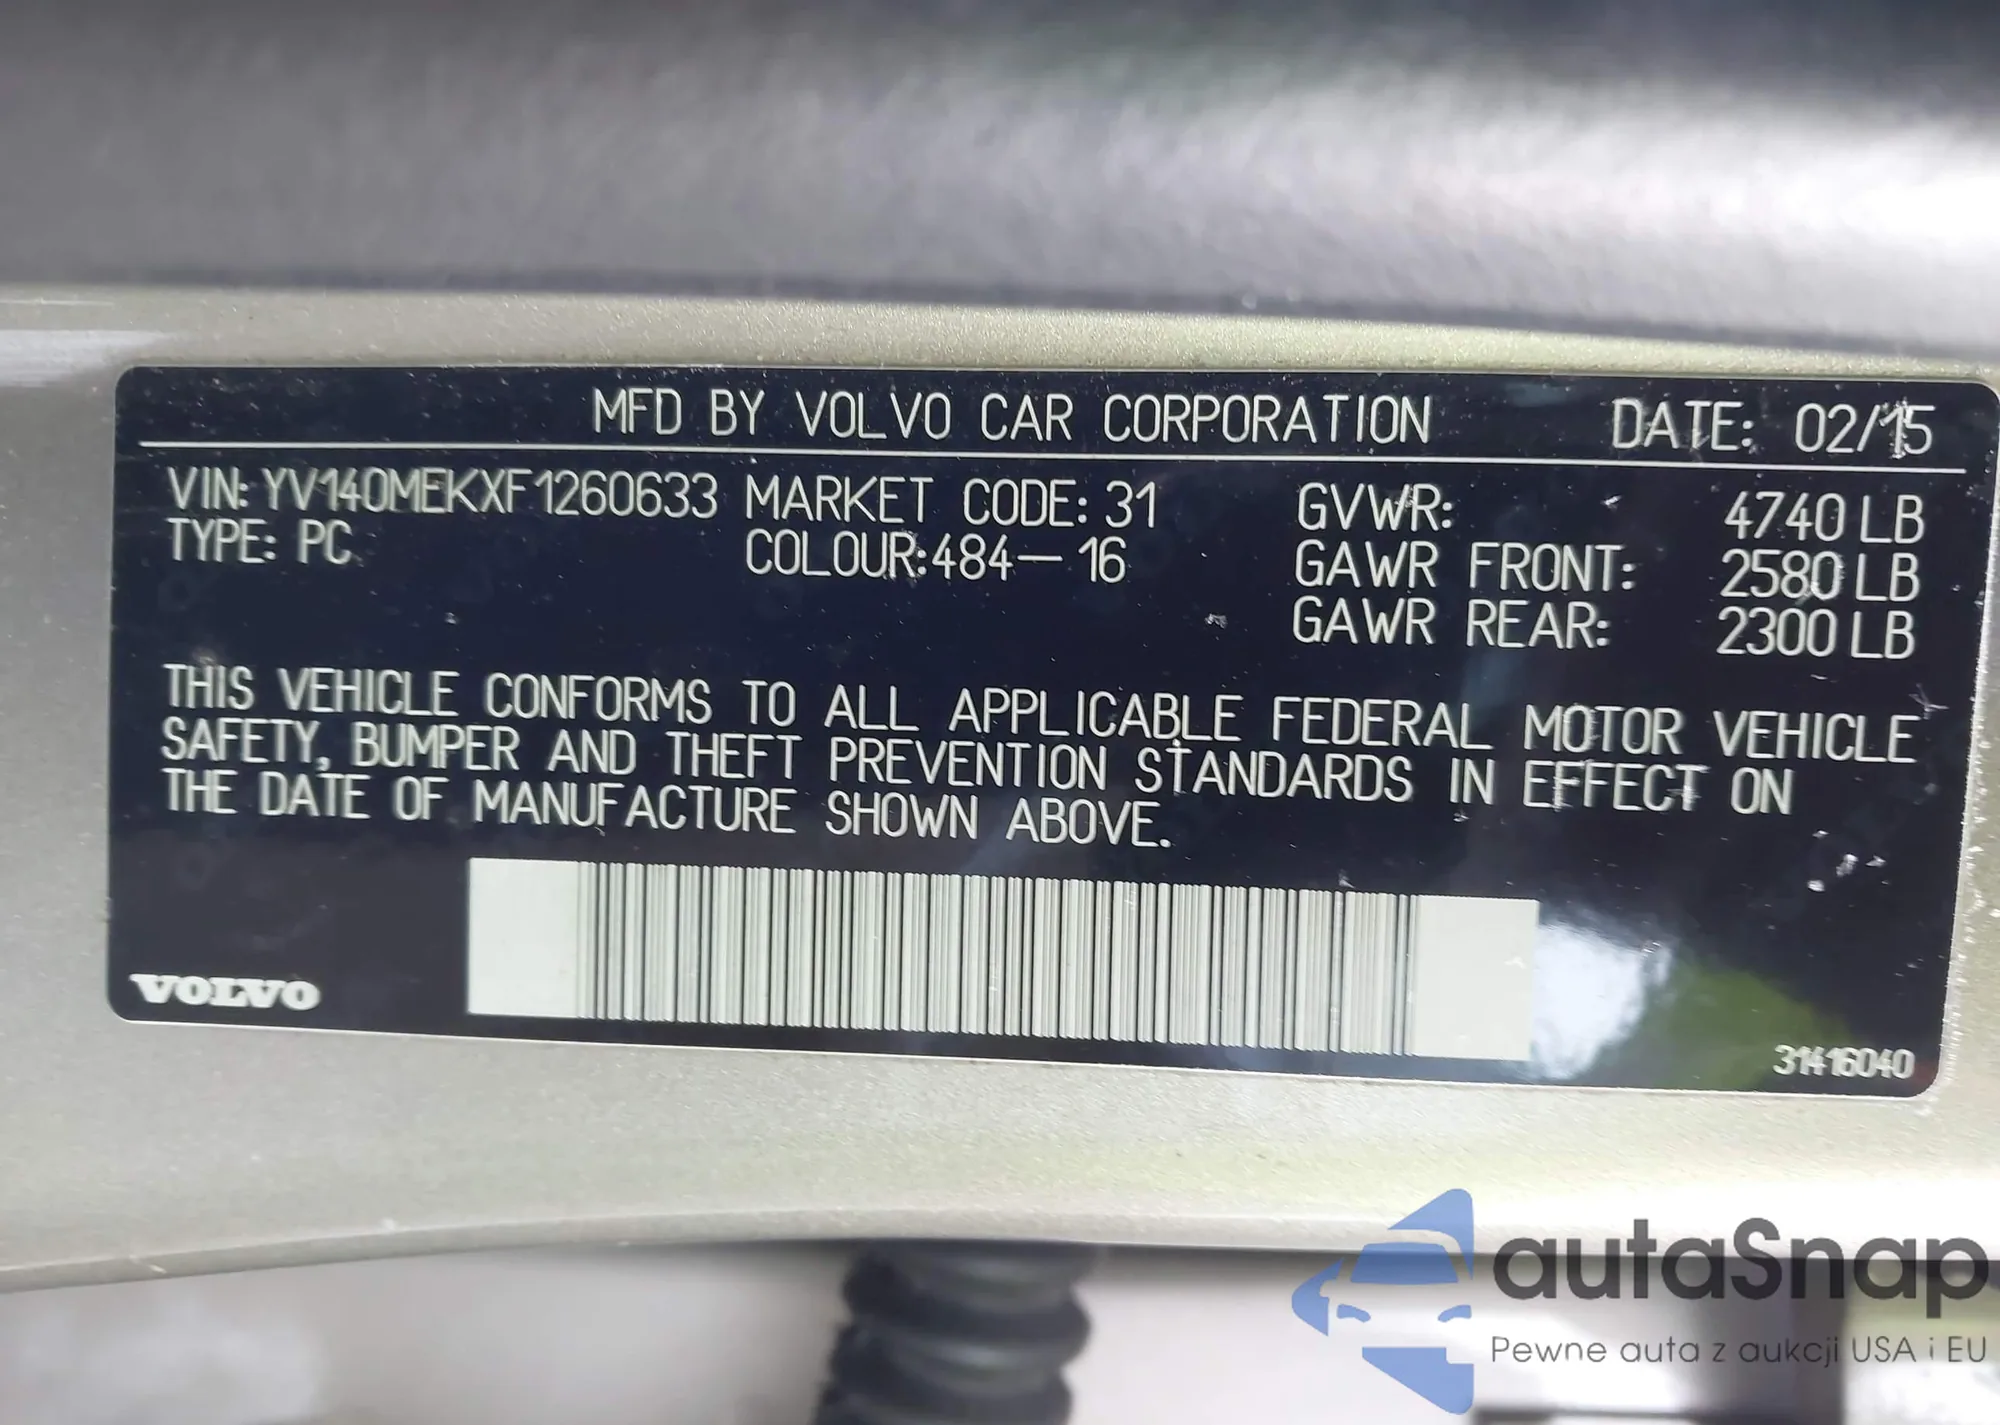 MFD BY VOLVO CAR CORPORATION DATE: 02/15
VIN: YV140MEKXF1260633 MARKET CODE: 31 GVWR: 4740 LB
TYPE: PC COLOUR:484-16 GAWR FRONT: 2580 LB
GAWR REAR: 2300 LB
THIS VEHICLE CONFORMS TO ALL APPLICABLE FEDERAL MOTOR VEHICLE
SAFETY, BUMPER AND THEFT PREVENTION STANDARDS IN EFFECT ON
THE DATE OF MANUFACTURE SHOWN ABOVE.
VOLVO
31416040
autaSnap
Pewne auta z aukcji USA i EU